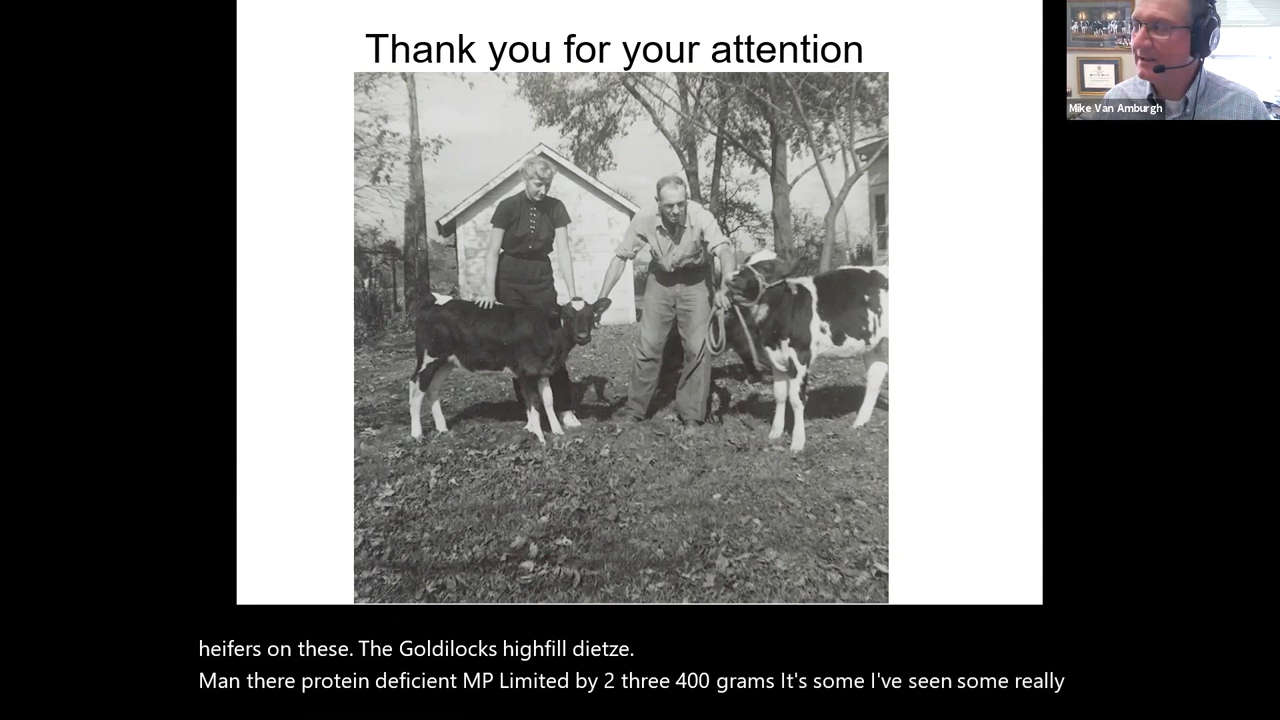 Thank you for your attention
Mike Van Amburgh
heifers on these. The Goldilocks highfill dietze.
Man there protein deficient MP Limited by 2 three 400 grams It's some I've seen some really